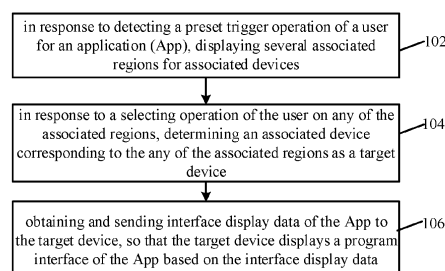 in response to detecting a preset trigger operation of a user
for an application (App), displaying several associated
regions for associated devices
102
in response to a selecting operation of the user on any of the
associated regions, determining an associated device
corresponding to the any of the associated regions as a target
device
104
obtaining and sending interface display data of the App to
the target device, so that the target device displays a program
interface of the App based on the interface display data
106